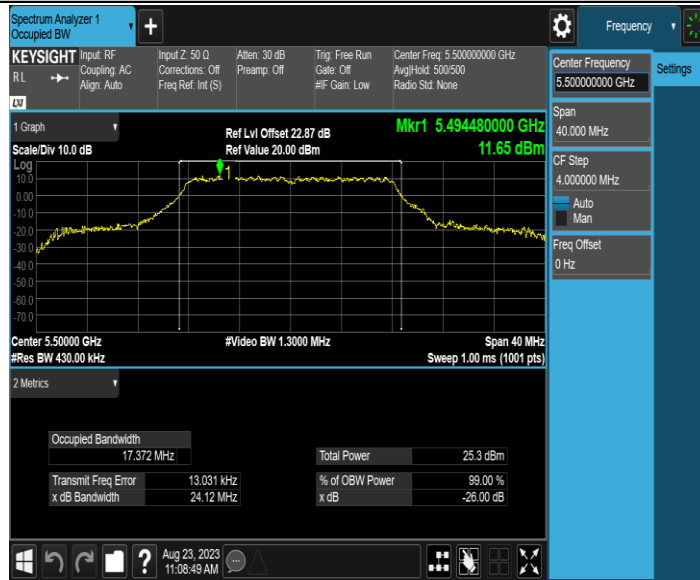 Spectrum Analyzer 1
Occupied BW
+
Frequency
KEYSIGHT
RL
LXI
Input: RF
Coupling: AC
Align: Auto
Input Z: 50 Ω
Corrections: Off
Freq Ref: Int (S)
Atten: 30 dB
Preamp: Off
Trig: Free Run
Gate: Off
#IF Gain: Low
Center Freq: 5.500000000 GHz
Avg|Hold: 500/500
Radio Std: None
Center Frequency
5.500000000 GHz
Settings
Span
40.000 MHz
CF Step
4.000000 MHz
Auto
Man
Freq Offset
0 Hz
1 Graph
Scale/Div 10.0 dB
Ref Lvl Offset 22.87 dB
Ref Value 20.00 dBm
Mkr1 5.494480000 GHz
11.65 dBm
Log
10.0
0.00
-10.0
-20.0
-30.0
-40.0
-50.0
-60.0
-70.0
1
Center 5.50000 GHz
#Res BW 430.00 kHz
#Video BW 1.3000 MHz
Span 40 MHz
Sweep 1.00 ms (1001 pts)
2 Metrics
Occupied Bandwidth
17.372 MHz
Total Power 25.3 dBm
Transmit Freq Error 13.031 kHz
% of OBW Power 99.00 %
x dB Bandwidth 24.12 MHz
x dB -26.00 dB
?
Aug 23, 2023
11:08:49 AM